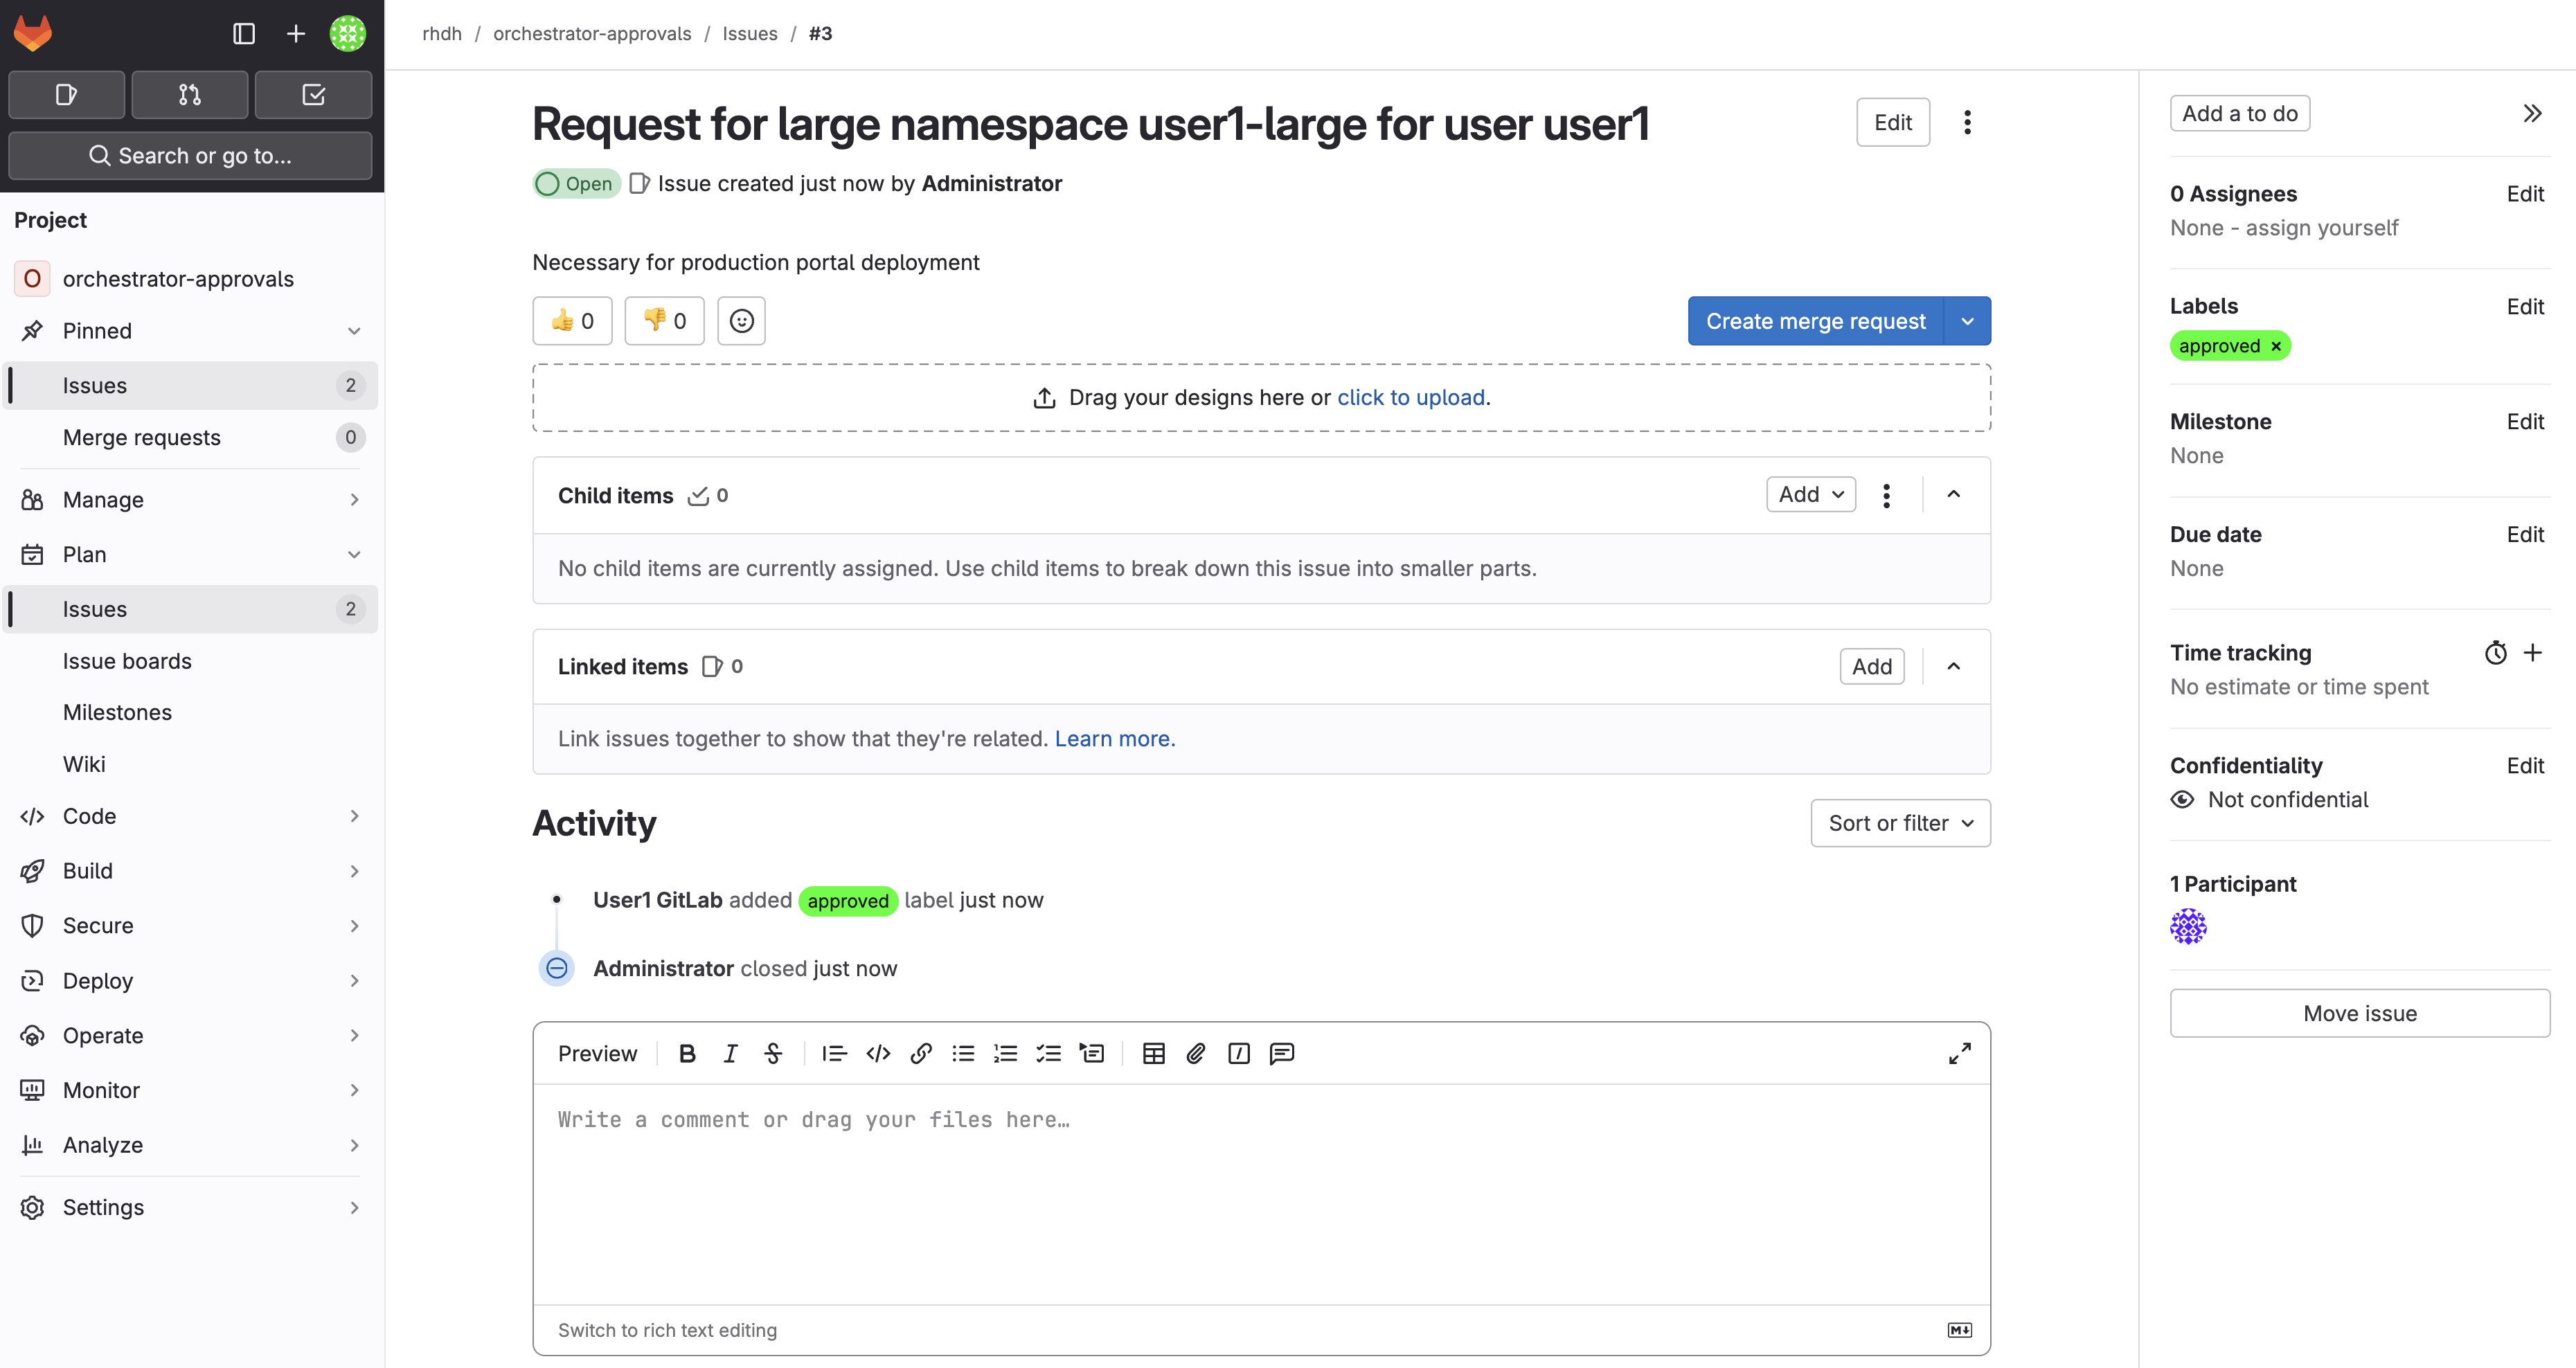 Search or go to...
Project
O orchestrator-approvals
Pinned
Issues 2
Merge requests 0
Manage
Plan
Issues 2
Issue boards
Milestones
Wiki
Code
Build
Secure
Deploy
Operate
Monitor
Analyze
Settings
rhdh / orchestrator-approvals / Issues / #3
Request for large namespace user1-large for user user1
Edit
Open Issue created just now by Administrator
Necessary for production portal deployment
👍 0 👎 0
Create merge request
Drag your designs here or click to upload.
Child items 0
Add
No child items are currently assigned. Use child items to break down this issue into smaller parts.
Linked items 0
Add
Link issues together to show that they're related. Learn more.
Activity
Sort or filter
User1 GitLab added approved label just now
Administrator closed just now
Preview
Write a comment or drag your files here…
Switch to rich text editing
M
Add a to do
0 Assignees Edit
None - assign yourself
Labels Edit
approved ×
Milestone Edit
None
Due date Edit
None
Time tracking
No estimate or time spent
Confidentiality Edit
Not confidential
1 Participant
Move issue